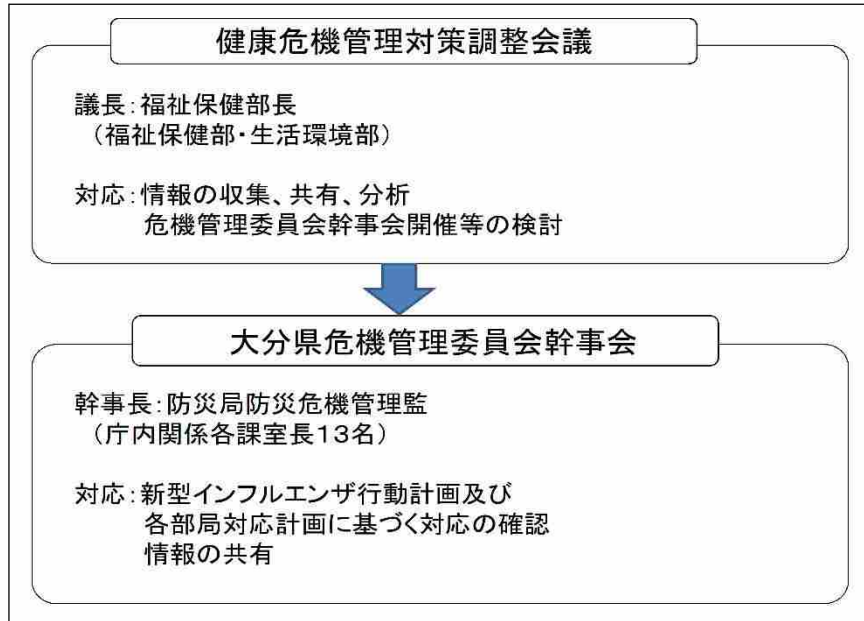 健康危機管理対策調整会議
議長:福祉保健部長
(福祉保健部・生活環境部)
対応:情報の収集、共有、分析
危機管理委員会幹事会開催等の検討
大分県危機管理委員会幹事会
幹事長:防災局防災危機管理監
(庁内関係各課室長13名)
対応:新型インフルエンザ行動計画及び
各部局対応計画に基づく対応の確認
情報の共有